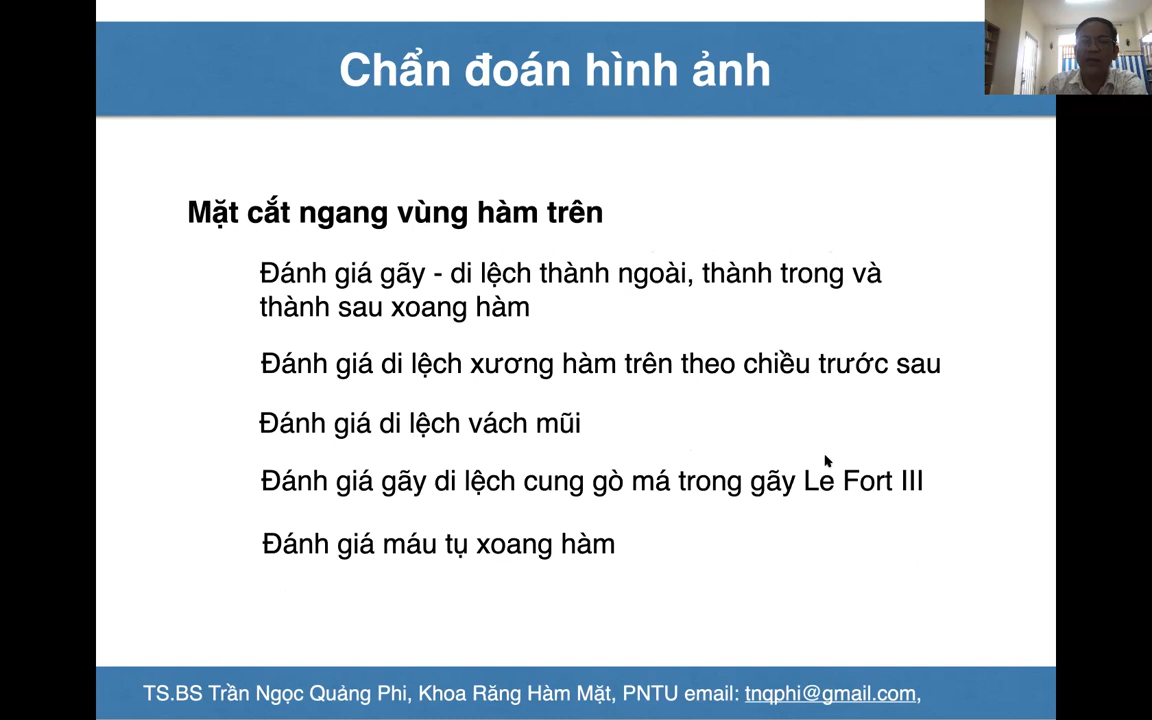 Chẩn đoán hình ảnh
Mặt cắt ngang vùng hàm trên
Đánh giá gãy - di lệch thành ngoài, thành trong và
thành sau xoang hàm
Đánh giá di lệch xương hàm trên theo chiều trước sau
Đánh giá di lệch vách mũi
Đánh giá gãy di lệch cung gò má trong gãy Le Fort III
Đánh giá máu tụ xoang hàm
TS.BS Trần Ngọc Quảng Phi, Khoa Răng Hàm Mặt, PNTU email: tnqphi@gmail.com,